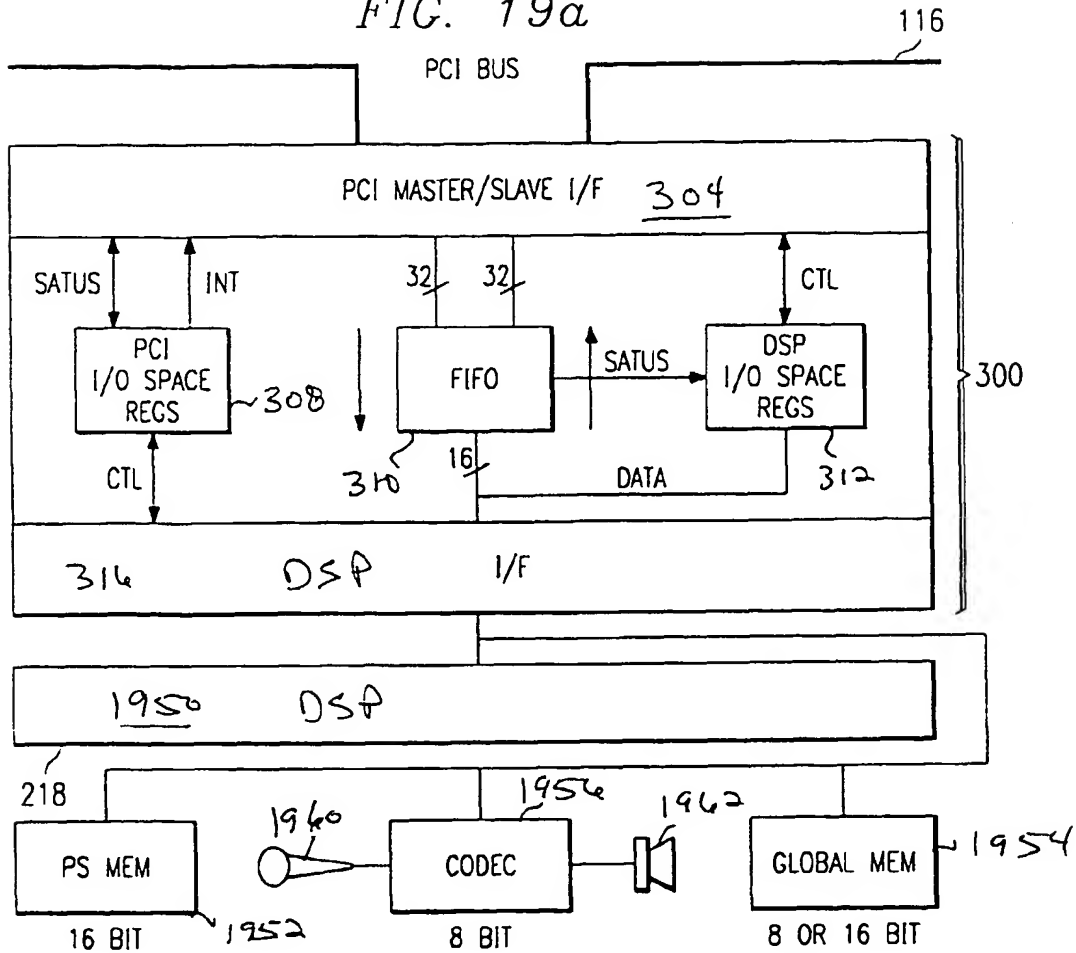 FIG. 19a
116
PCI BUS
PCI MASTER/SLAVE I/F 304
SATUS
INT
32
32
CTL
PCI
I/O SPACE
REGS
308
FIFO
SATUS
DSP
I/O SPACE
REGS
300
CTL
310
16
DATA
312
316 DSP I/F
1950 DSP
218
1956
1960
1962
PS MEM
CODEC
GLOBAL MEM
1954
1952
16 BIT
8 BIT
8 OR 16 BIT